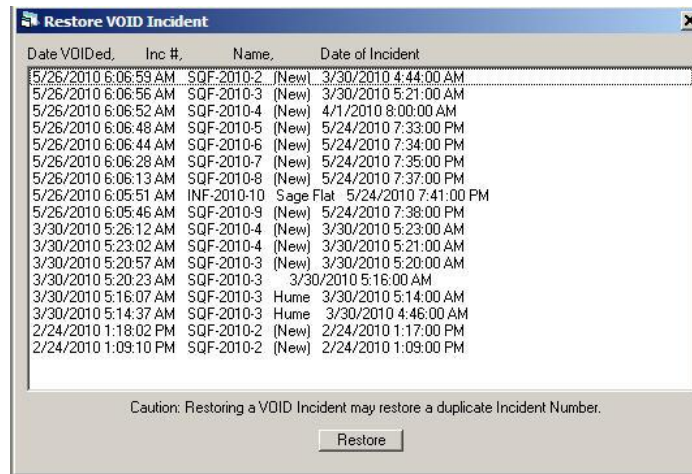 Restore VOID Incident
Date VOIDed, Inc #, Name, Date of Incident
5/26/2010 6:06:59 AM SQF-2010-2 (New) 3/30/2010 4:44:00 AM
5/26/2010 6:06:56 AM SQF-2010-3 (New) 3/30/2010 5:21:00 AM
5/26/2010 6:06:52 AM SQF-2010-4 (New) 4/1/2010 8:00:00 AM
5/26/2010 6:06:48 AM SQF-2010-5 (New) 5/24/2010 7:33:00 PM
5/26/2010 6:06:44 AM SQF-2010-6 (New) 5/24/2010 7:34:00 PM
5/26/2010 6:06:28 AM SQF-2010-7 (New) 5/24/2010 7:35:00 PM
5/26/2010 6:06:13 AM SQF-2010-8 (New) 5/24/2010 7:37:00 PM
5/26/2010 6:05:51 AM INF-2010-10 Sage Flat 5/24/2010 7:41:00 PM
5/26/2010 6:05:46 AM SQF-2010-9 (New) 5/24/2010 7:38:00 PM
3/30/2010 5:26:12 AM SQF-2010-4 (New) 3/30/2010 5:23:00 AM
3/30/2010 5:23:02 AM SQF-2010-4 (New) 3/30/2010 5:21:00 AM
3/30/2010 5:20:57 AM SQF-2010-3 (New) 3/30/2010 5:20:00 AM
3/30/2010 5:20:23 AM SQF-2010-3 3/30/2010 5:16:00 AM
3/30/2010 5:16:07 AM SQF-2010-3 Hume 3/30/2010 5:14:00 AM
3/30/2010 5:14:37 AM SQF-2010-3 Hume 3/30/2010 4:46:00 AM
2/24/2010 1:18:02 PM SQF-2010-2 (New) 2/24/2010 1:17:00 PM
2/24/2010 1:09:10 PM SQF-2010-2 (New) 2/24/2010 1:09:00 PM
Caution: Restoring a VOID Incident may restore a duplicate Incident Number.
Restore